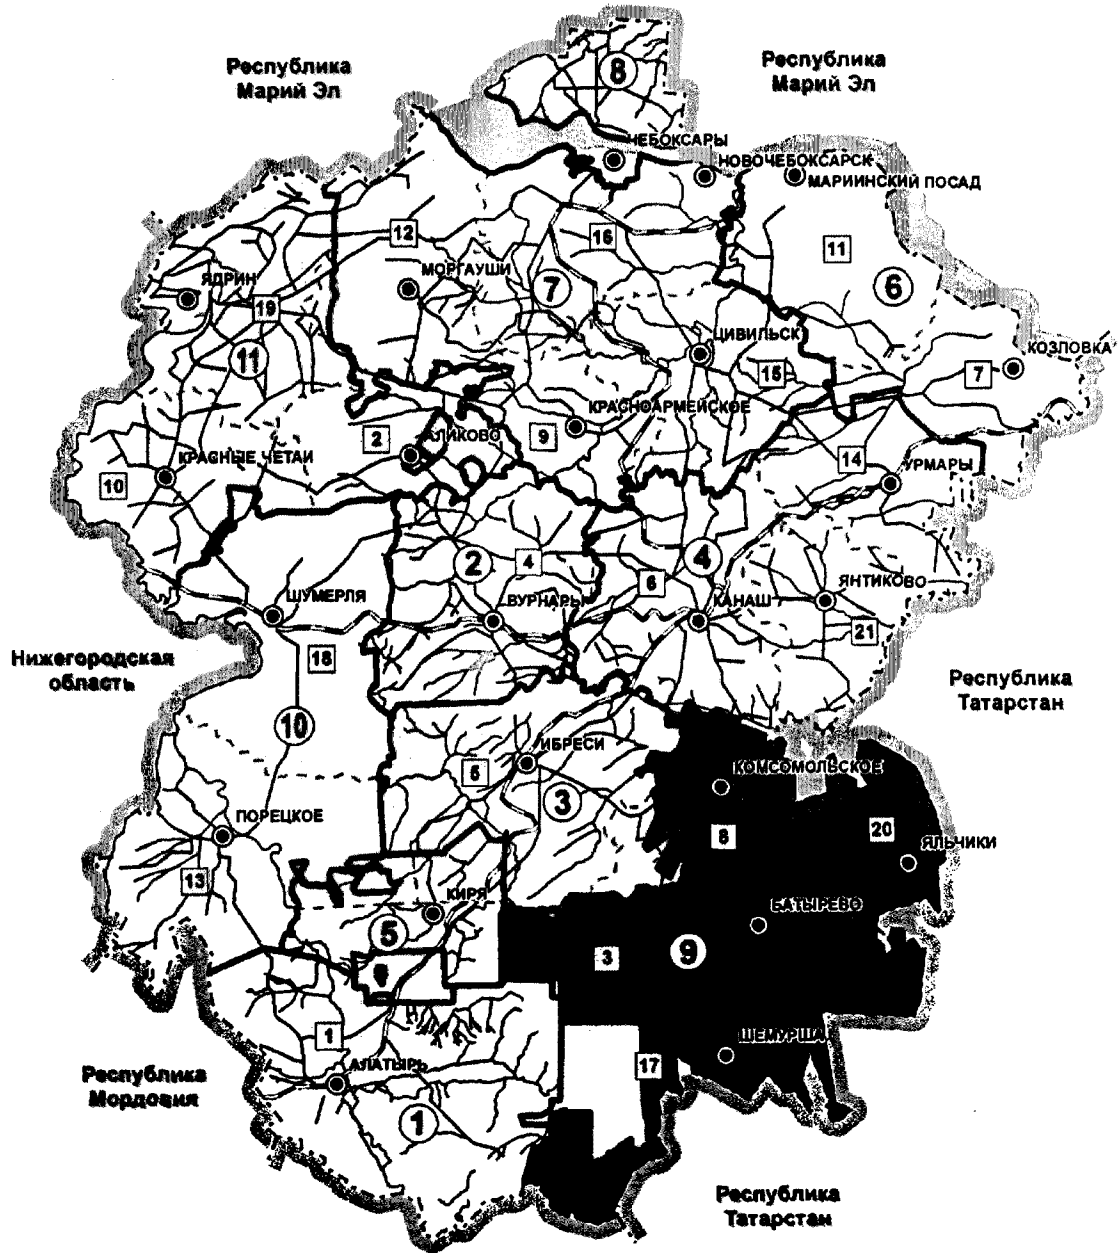 Республика
Марий Эл
8
Республика
Марий Эл
ЧЕБОКСАРЫ
НОВОЧЕБОКСАРСК
МАРИИНСКИЙ ПОСАД
12
16
11
МОРГАУШИ
ЯДРИН
7
6
19
ЦИВИЛЬСК
КОЗЛОВКА
11
15
7
КРАСНОАРМЕЙСКОЕ
2
АЛИКОВО
9
КРАСНЫЕ ЧЕТАИ
14
УРМАРЫ
10
2
4
4
6
ЯНТИКОВО
ШУМЕРЛЯ
ВУРНАРЫ
КАНАШ
21
Нижегородская
область
18
Республика
Татарстан
10
ИБРЕСИ
5
КОМСОМОЛЬСКОЕ
3
ПОРЕЦКОЕ
8
20
ЯЛЬЧИКИ
13
КИРЯ
БАТЫРЕВО
5
3
9
1
ШЕМУРША
17
Республика
Мордовия
АЛАТЫРЬ
1
Республика
Татарстан